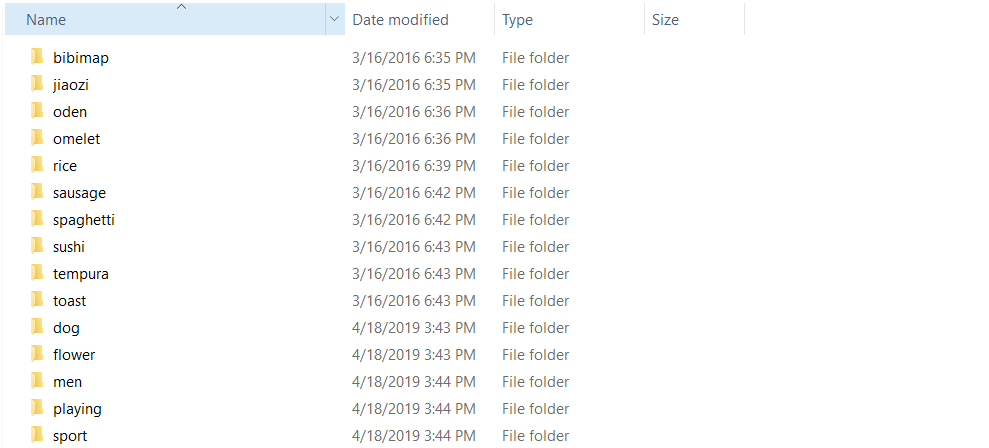 Name Date modified Type Size
bibimap 3/16/2016 6:35 PM File folder
jiaozi 3/16/2016 6:35 PM File folder
oden 3/16/2016 6:36 PM File folder
omelet 3/16/2016 6:36 PM File folder
rice 3/16/2016 6:39 PM File folder
sausage 3/16/2016 6:42 PM File folder
spaghetti 3/16/2016 6:42 PM File folder
sushi 3/16/2016 6:43 PM File folder
tempura 3/16/2016 6:43 PM File folder
toast 3/16/2016 6:43 PM File folder
dog 4/18/2019 3:43 PM File folder
flower 4/18/2019 3:43 PM File folder
men 4/18/2019 3:44 PM File folder
playing 4/18/2019 3:44 PM File folder
sport 4/18/2019 3:44 PM File folder